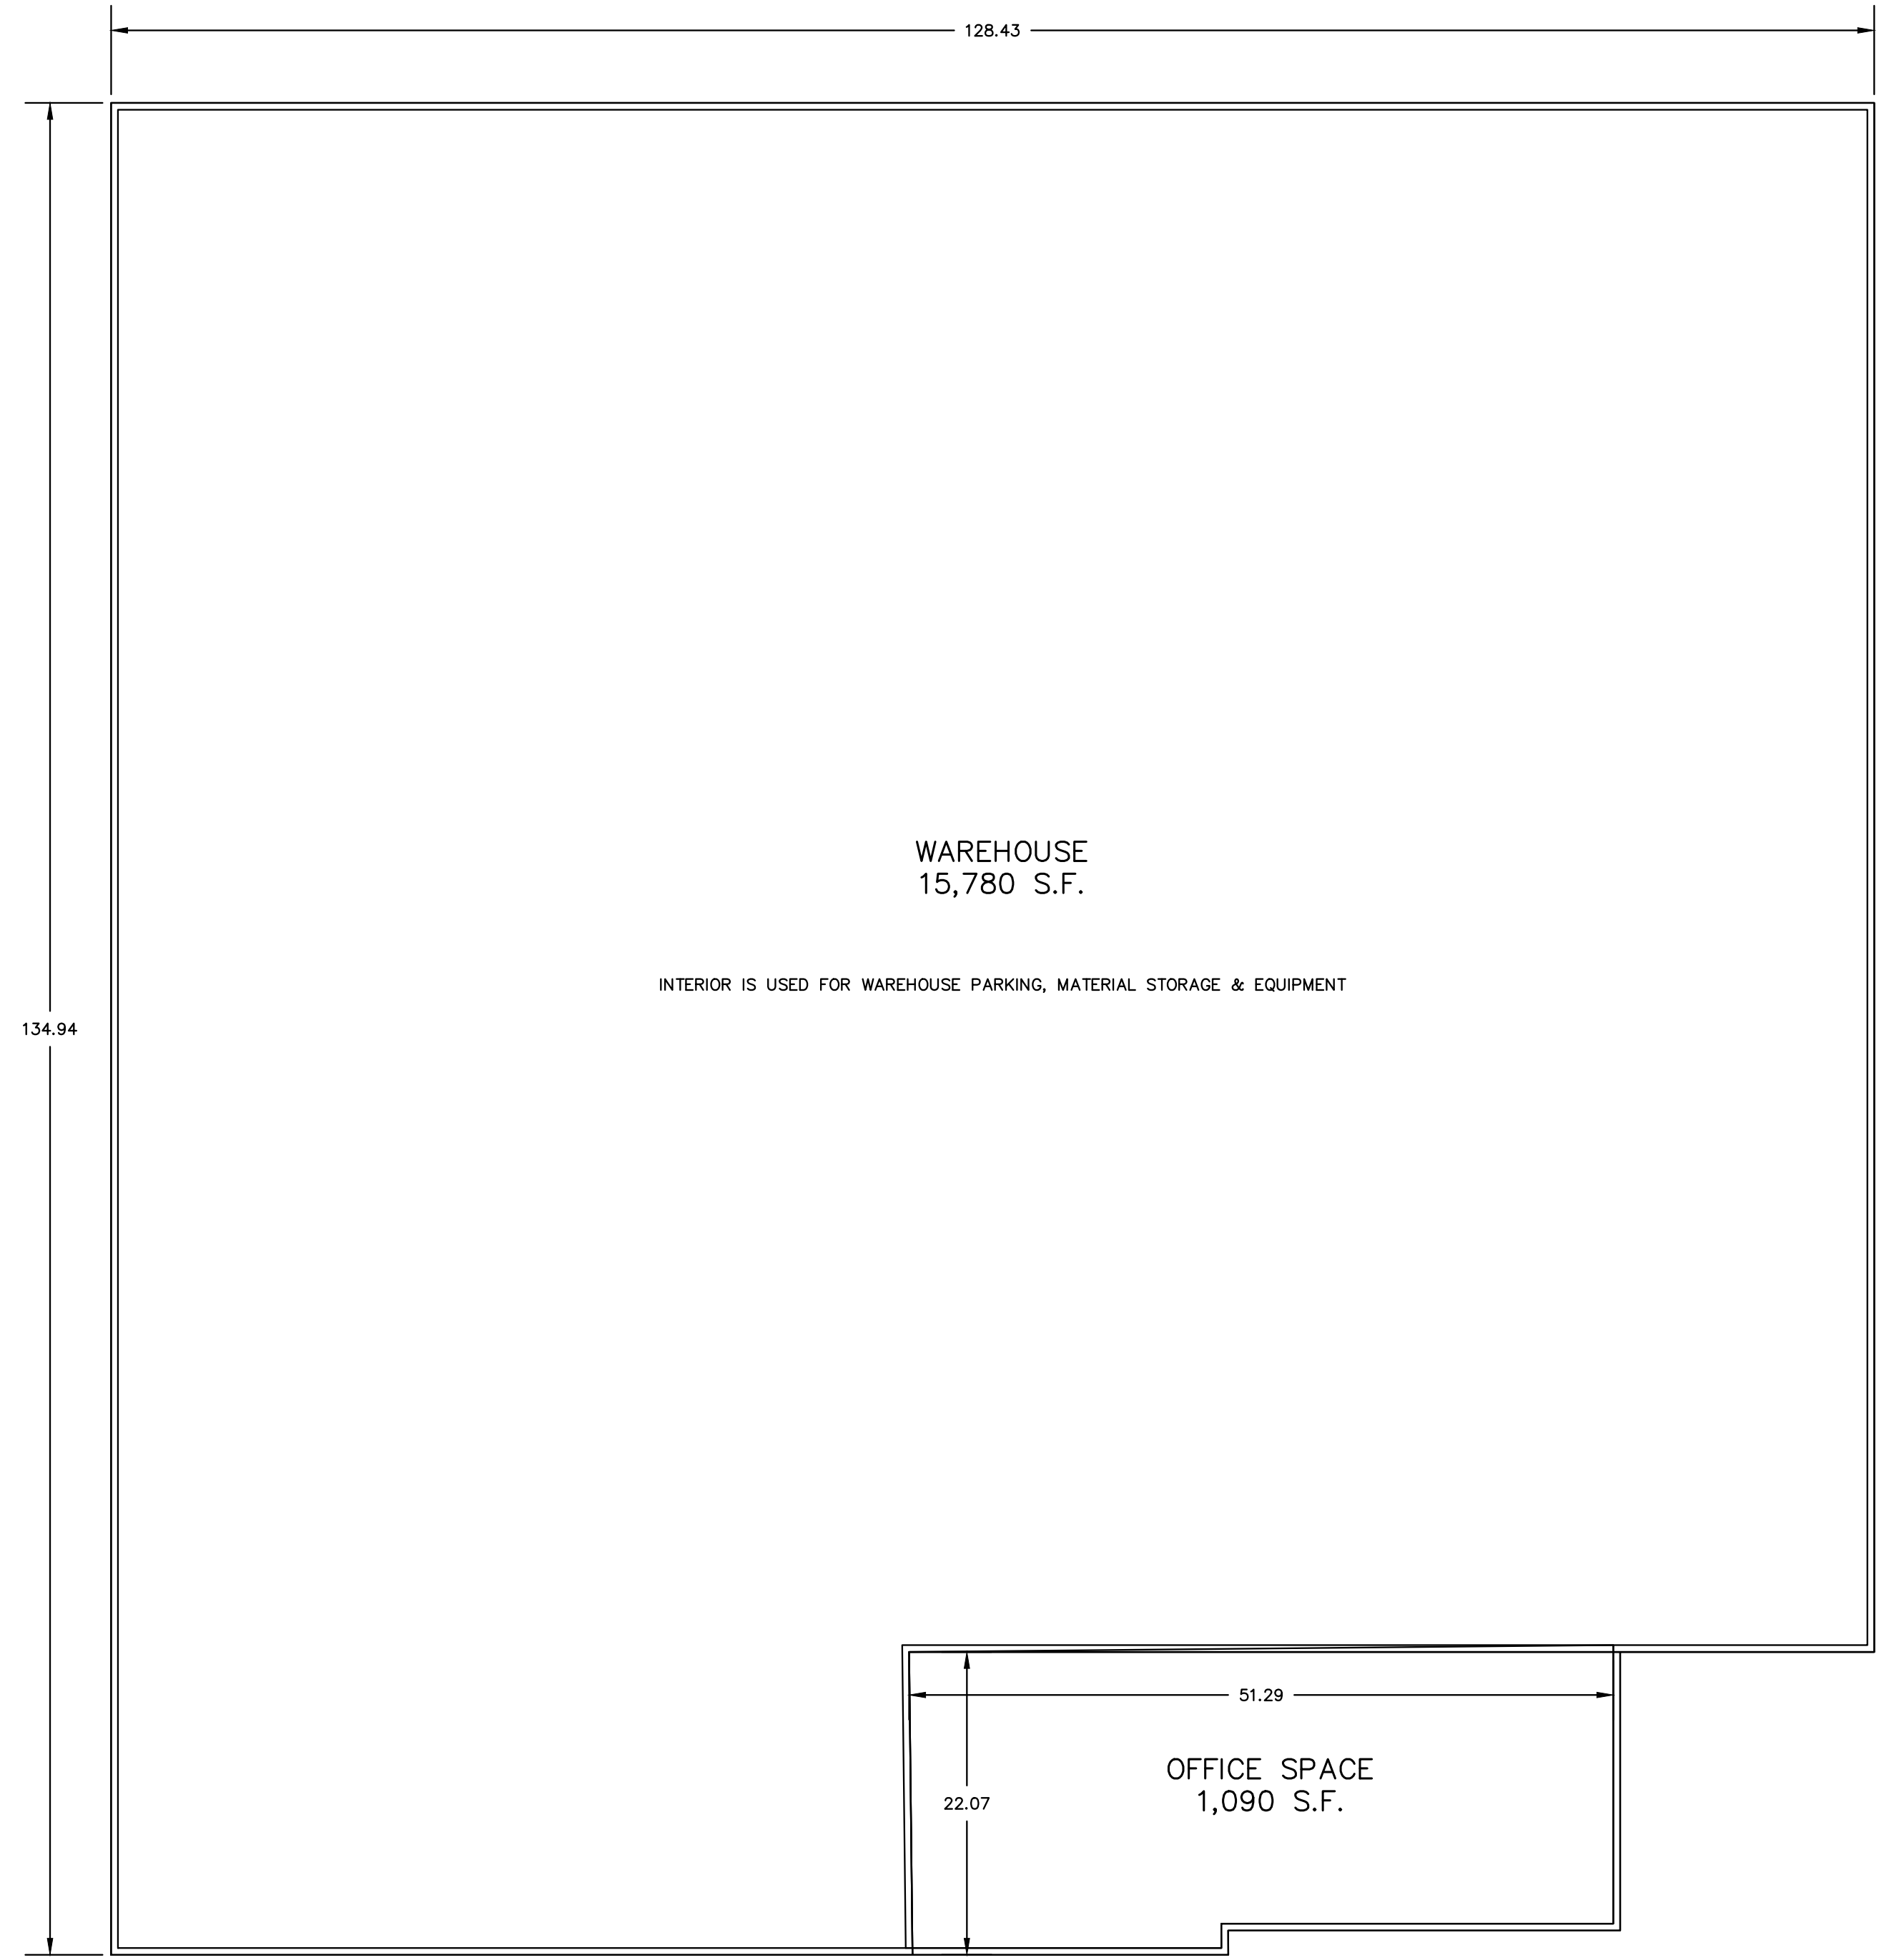 128.43
WAREHOUSE
15,780 S.F.
INTERIOR IS USED FOR WAREHOUSE PARKING, MATERIAL STORAGE & EQUIPMENT
134.94
51.29
OFFICE SPACE
1,090 S.F.
22.07